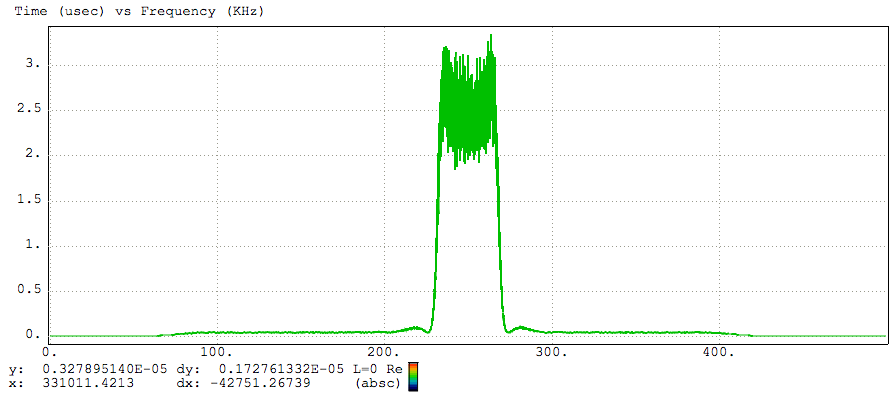 Time (usec) vs Frequency (KHz)
3.
2.5
2.
1.5
1.
0.5
0.
0. 100. 200. 300. 400.
y: 0.327895140E-05 dy: 0.172761332E-05 L=0 Re
x: 331011.4213 dx: -42751.26739 (absc)